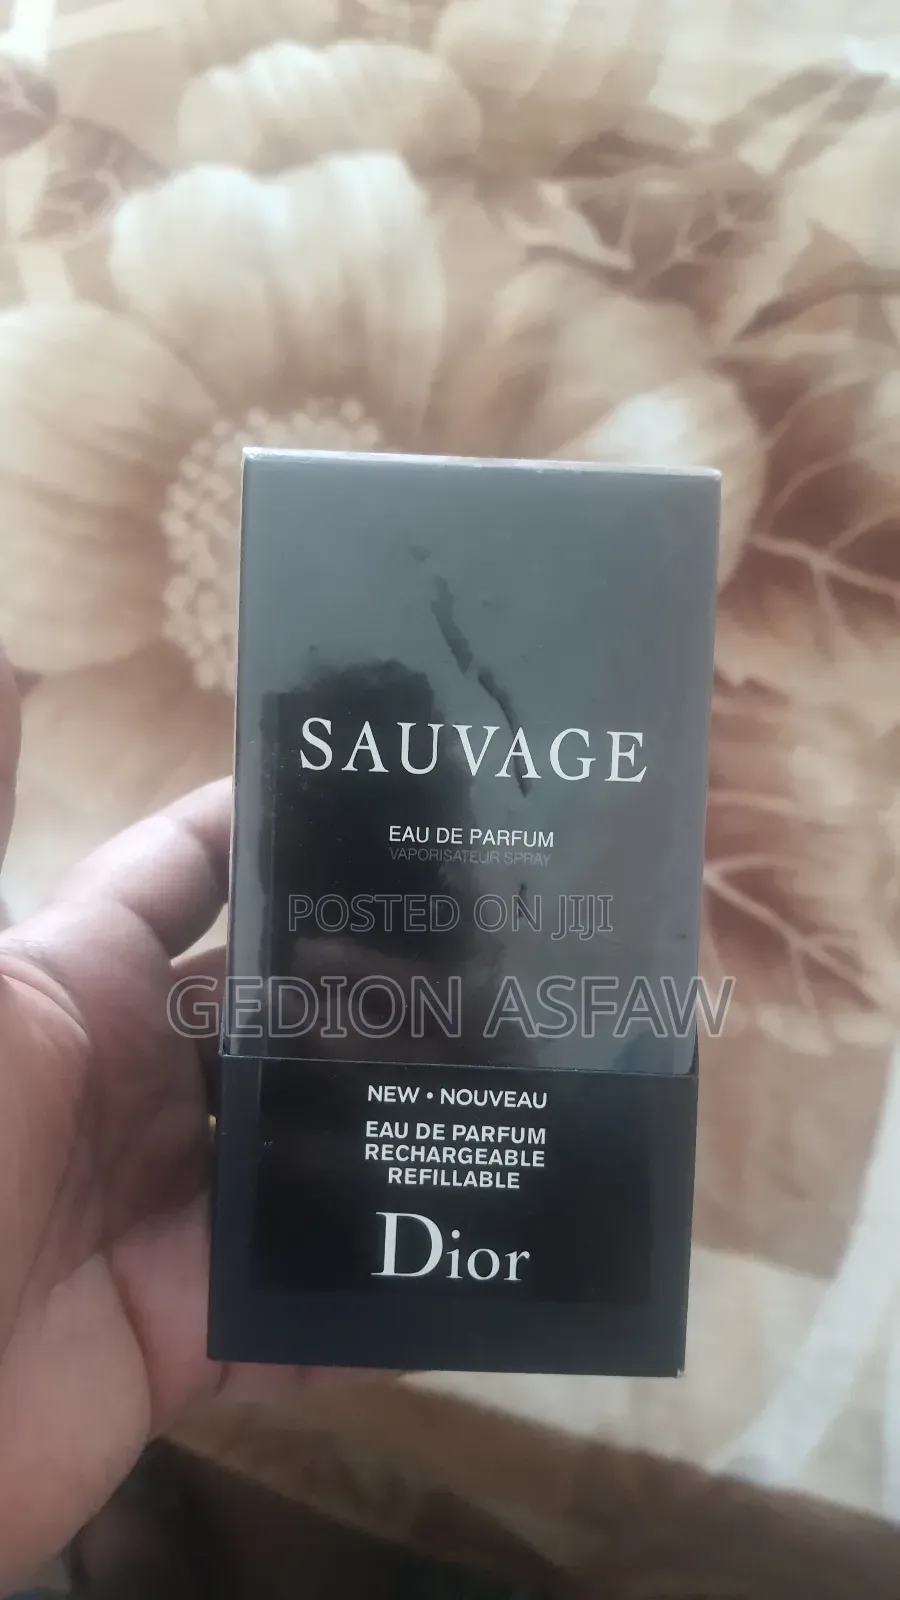 SAUVAGE
EAU DE PARFUM
VAPORISATEUR SPRAY
POSTED ON JIJI
GEDION ASFAW
NEW • NOUVEAU
EAU DE PARFUM
RECHARGEABLE
REFILLABLE
Dior